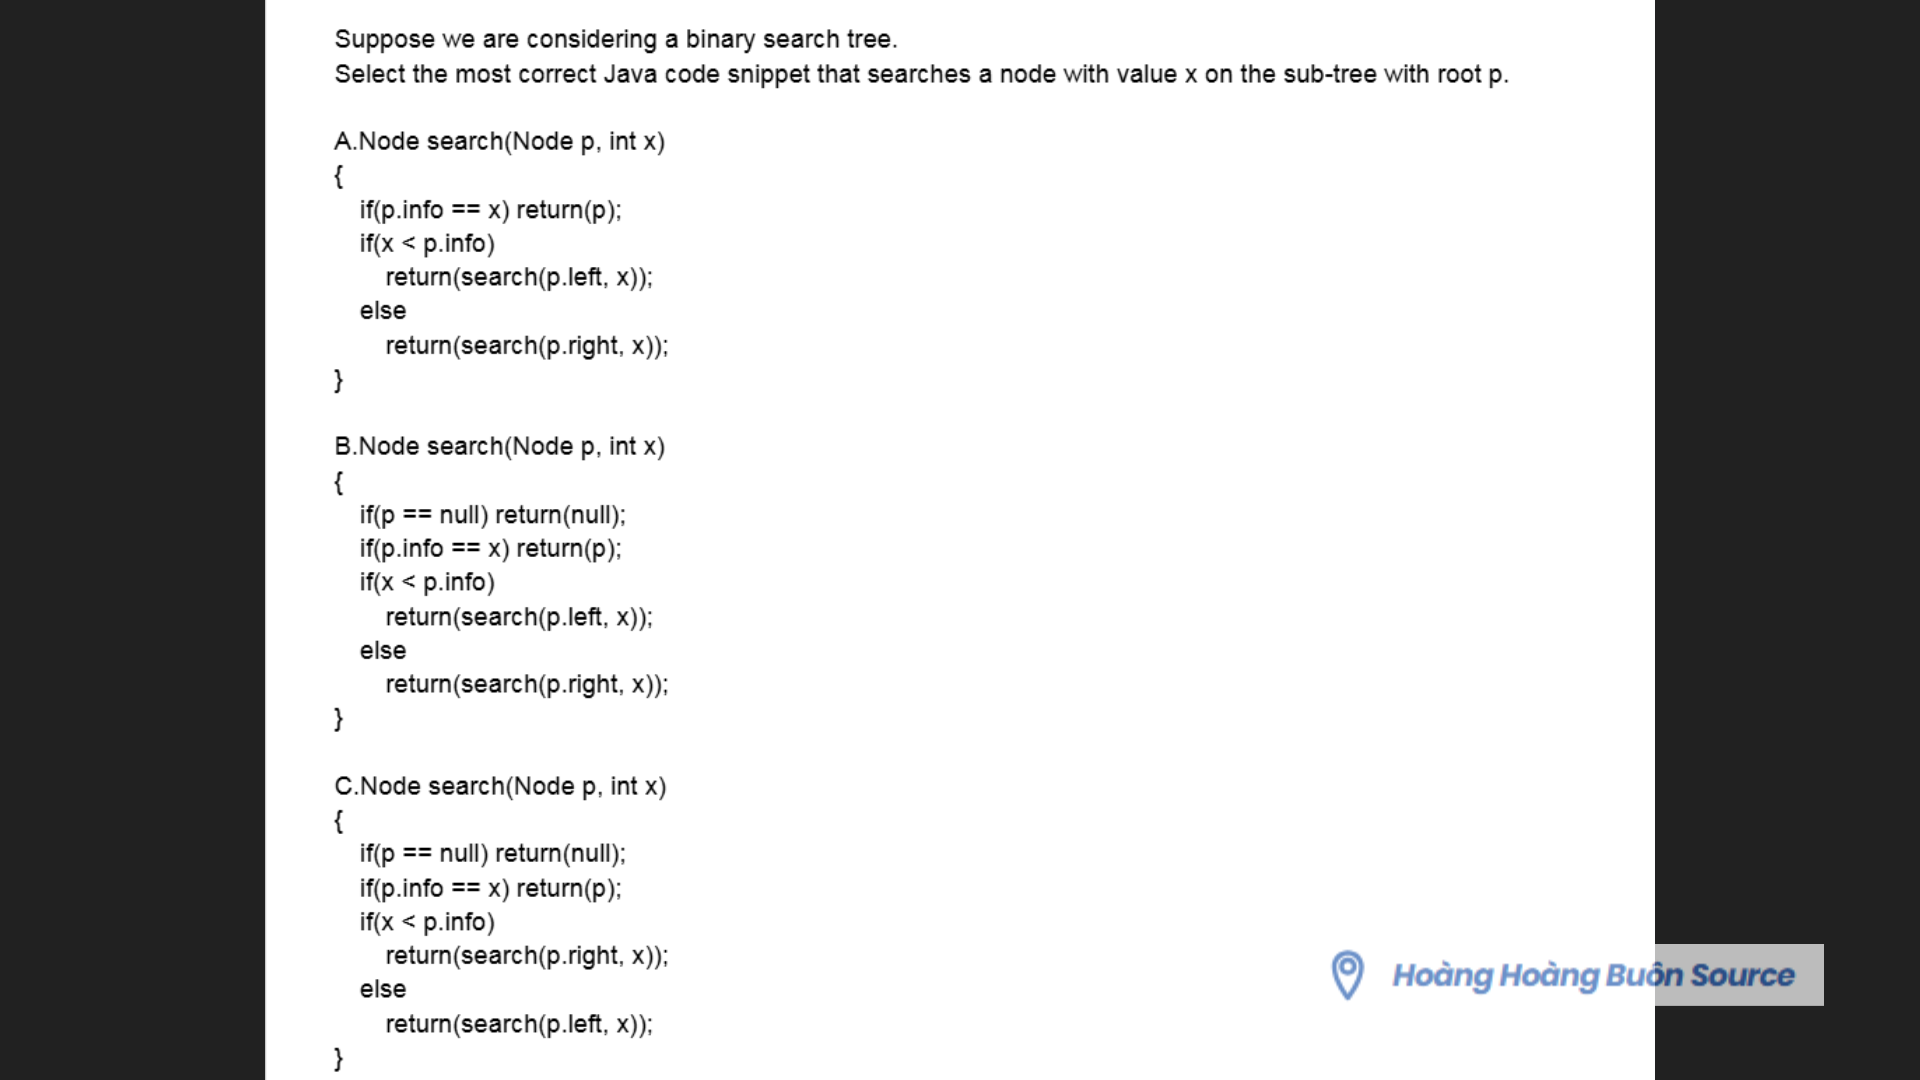 Suppose we are considering a binary search tree.
Select the most correct Java code snippet that searches a node with value x on the sub-tree with root p.
A.Node search(Node p, int x)
{
if(p.info == x) return(p);
if(x < p.info)
return(search(p.left, x));
else
return(search(p.right, x));
}
B.Node search(Node p, int x)
{
if(p == null) return(null);
if(p.info == x) return(p);
if(x < p.info)
return(search(p.left, x));
else
return(search(p.right, x));
}
C.Node search(Node p, int x)
{
if(p == null) return(null);
if(p.info == x) return(p);
if(x < p.info)
return(search(p.right, x));
else
return(search(p.left, x));
}
Hoàng Hoàng Buôn Source